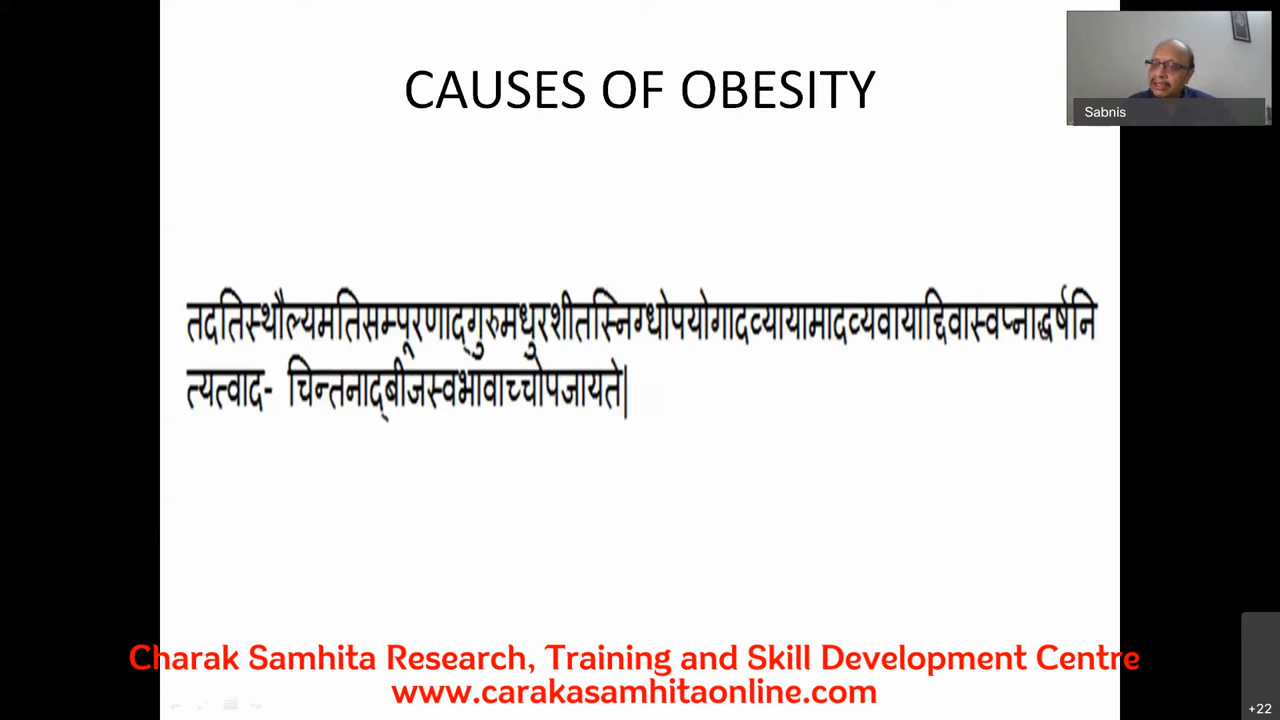 CAUSES OF OBESITY
Sabnis
तदतिस्थौल्यमतिसम्पूरणाद्गुरुमधुरशीतस्निग्धोपयोगादव्यायामादव्यवायाद्दिवास्वप्नाद्धर्षनि
त्यत्वाद- चिन्तनाद्बीजस्वभावाच्चोपजायते|
Charak Samhita Research, Training and Skill Development Centre
www.carakasamhitaonline.com
+22